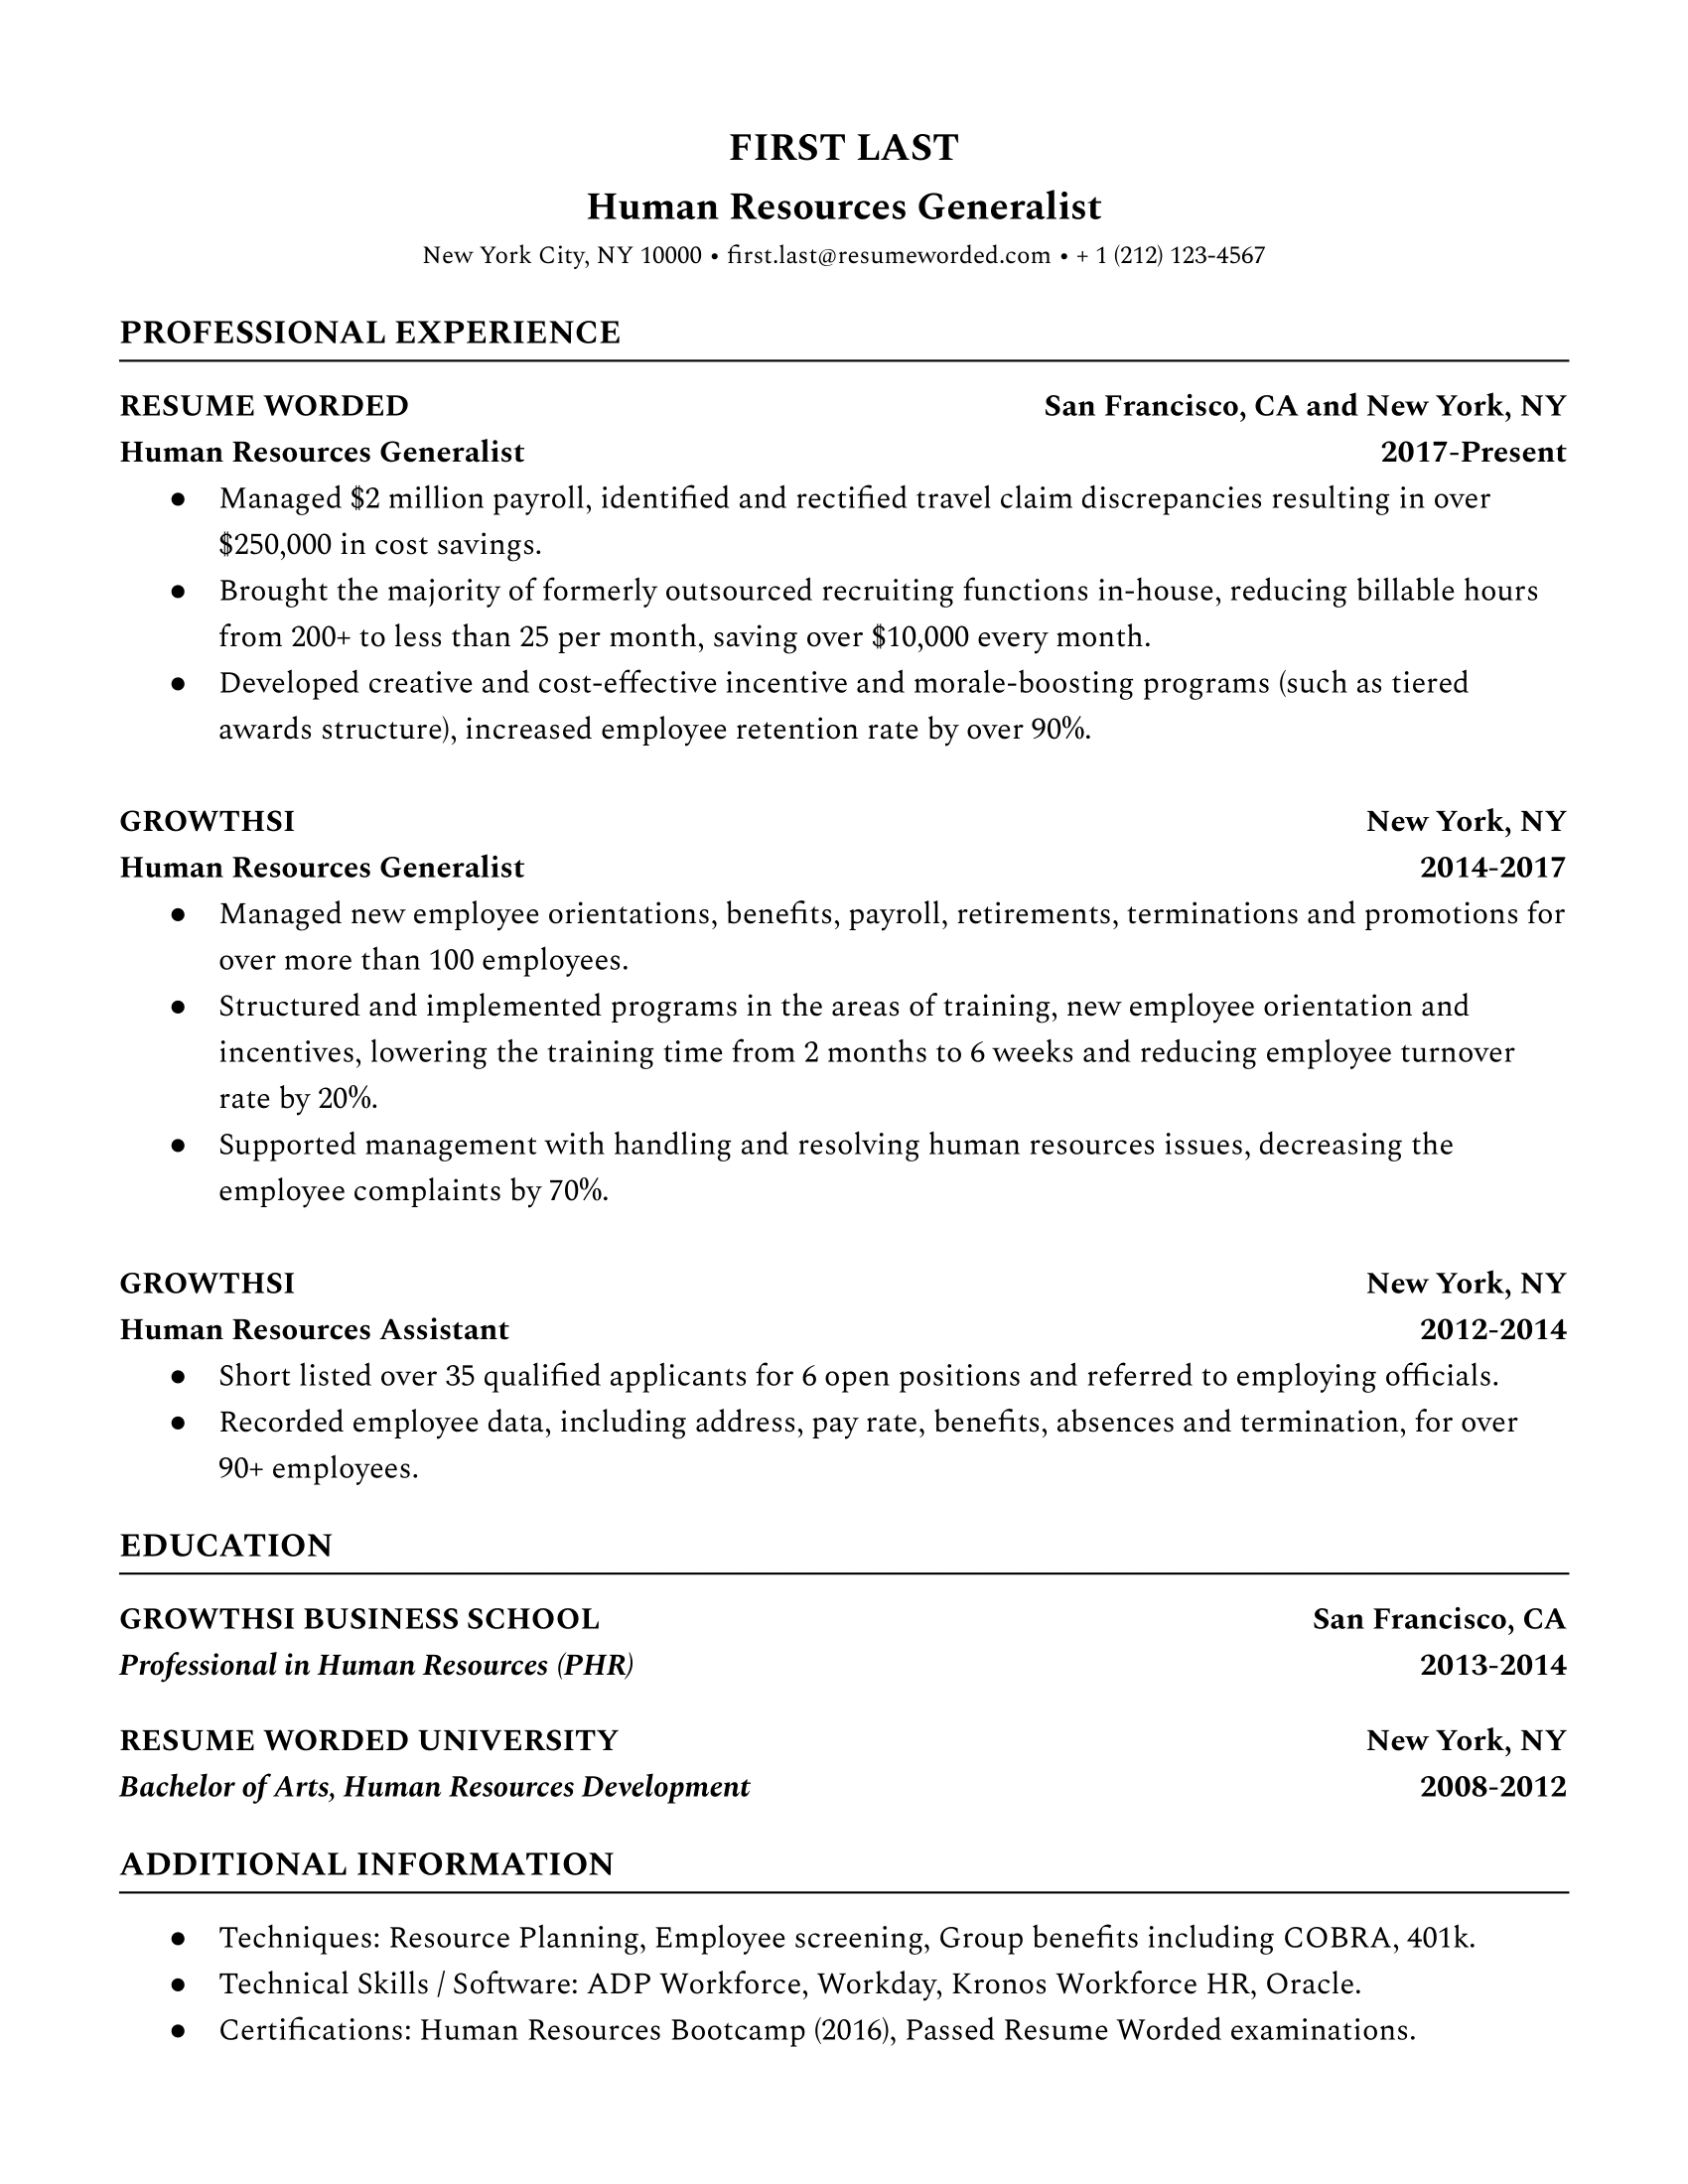 FIRST LAST
Human Resources Generalist
New York City, NY 10000 • first.last@resumeworded.com • + 1 (212) 123-4567
PROFESSIONAL EXPERIENCE
RESUME WORDED San Francisco, CA and New York, NY
Human Resources Generalist 2017-Present
● Managed $2 million payroll, identified and rectified travel claim discrepancies resulting in over
$250,000 in cost savings.
● Brought the majority of formerly outsourced recruiting functions in-house, reducing billable hours
from 200+ to less than 25 per month, saving over $10,000 every month.
● Developed creative and cost-effective incentive and morale-boosting programs (such as tiered
awards structure), increased employee retention rate by over 90%.
GROWTHSI New York, NY
Human Resources Generalist 2014-2017
● Managed new employee orientations, benefits, payroll, retirements, terminations and promotions for
over more than 100 employees.
● Structured and implemented programs in the areas of training, new employee orientation and
incentives, lowering the training time from 2 months to 6 weeks and reducing employee turnover
rate by 20%.
● Supported management with handling and resolving human resources issues, decreasing the
employee complaints by 70%.
GROWTHSI New York, NY
Human Resources Assistant 2012-2014
● Short listed over 35 qualified applicants for 6 open positions and referred to employing officials.
● Recorded employee data, including address, pay rate, benefits, absences and termination, for over
90+ employees.
EDUCATION
GROWTHSI BUSINESS SCHOOL San Francisco, CA
Professional in Human Resources (PHR) 2013-2014
RESUME WORDED UNIVERSITY New York, NY
Bachelor of Arts, Human Resources Development 2008-2012
ADDITIONAL INFORMATION
● Techniques: Resource Planning, Employee screening, Group benefits including COBRA, 401k.
● Technical Skills / Software: ADP Workforce, Workday, Kronos Workforce HR, Oracle.
● Certifications: Human Resources Bootcamp (2016), Passed Resume Worded examinations.